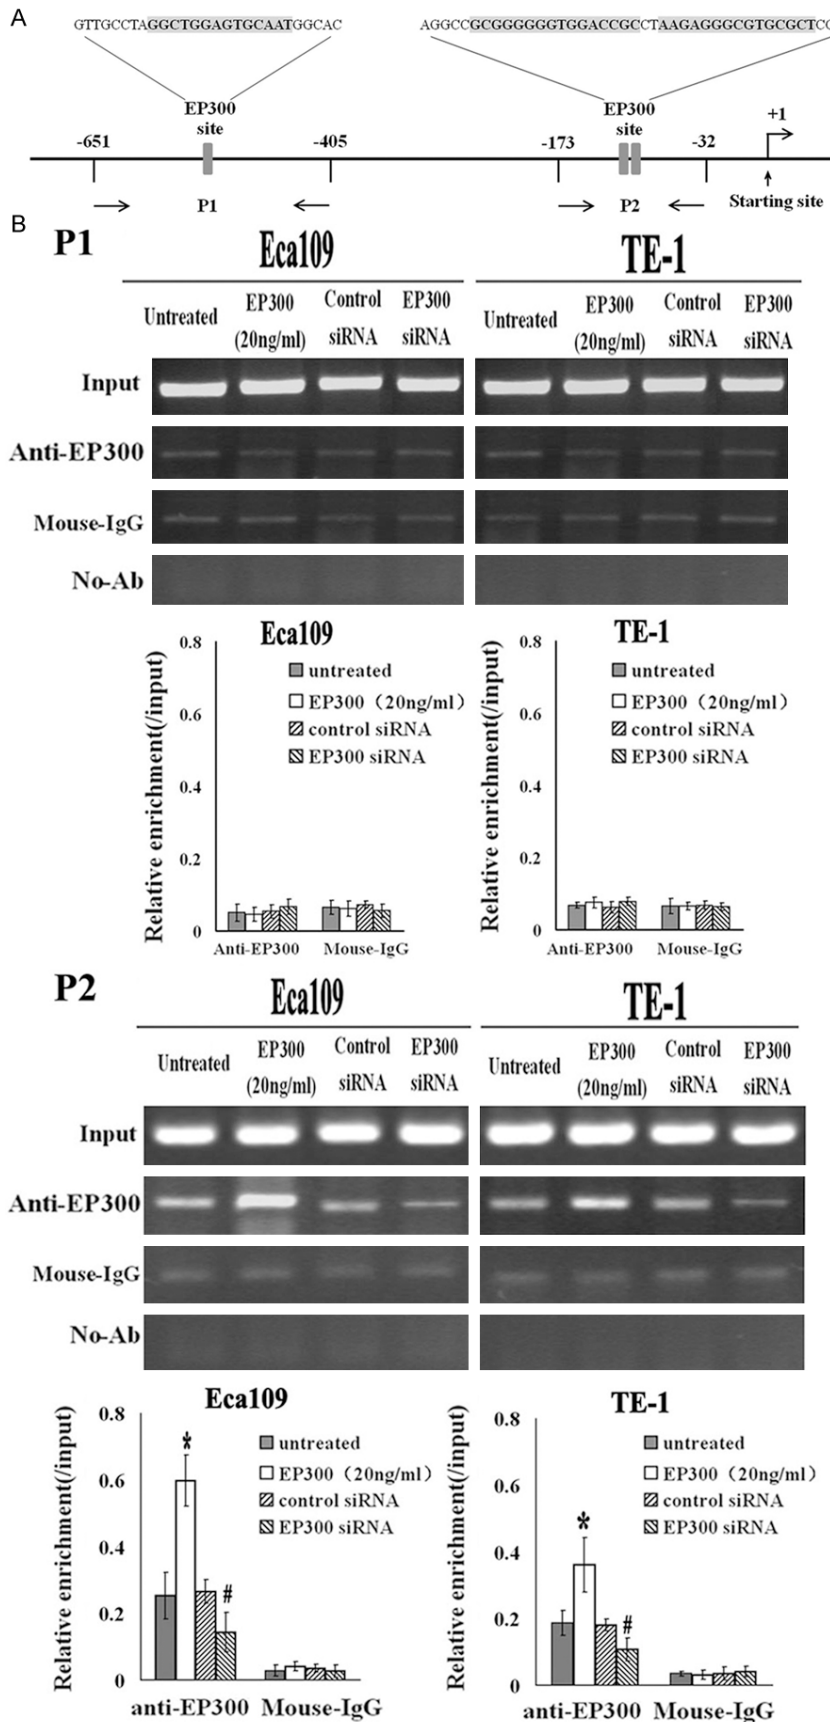 A
GTTGCCTAGGCTGGAGTGCAATGGCAC AGGCCGCGGGGGGTGGACCGCCTAAGAGGGCGTGCGCTCC
EP300 EP300
site site
-651 -405 -173 -32 +1
P1 P2 Starting site
B
P1 Eca109 TE-1
Untreated EP300 (20ng/ml) Control siRNA EP300 siRNA Untreated EP300 (20ng/ml) Control siRNA EP300 siRNA
Input
Anti-EP300
Mouse-IgG
No-Ab
Eca109
Relative enrichment(/input)
0.8
0.6
0.4
0.2
0
untreated
EP300（20ng/ml）
control siRNA
EP300 siRNA
Anti-EP300 Mouse-IgG
TE-1
Relative enrichment(/input)
0.8
0.6
0.4
0.2
0
untreated
EP300（20ng/ml）
control siRNA
EP300 siRNA
Anti-EP300 Mouse-IgG
P2 Eca109 TE-1
Untreated EP300 (20ng/ml) Control siRNA EP300 siRNA Untreated EP300 (20ng/ml) Control siRNA EP300 siRNA
Input
Anti-EP300
Mouse-IgG
No-Ab
Eca109
Relative enrichment(/input)
0.8
0.6
0.4
0.2
0
*
#
untreated
EP300（20ng/ml）
control siRNA
EP300 siRNA
anti-EP300 Mouse-IgG
TE-1
Relative enrichment(/input)
0.8
0.6
0.4
0.2
0
*
#
untreated
EP300（20ng/ml）
control siRNA
EP300 siRNA
anti-EP300 Mouse-IgG